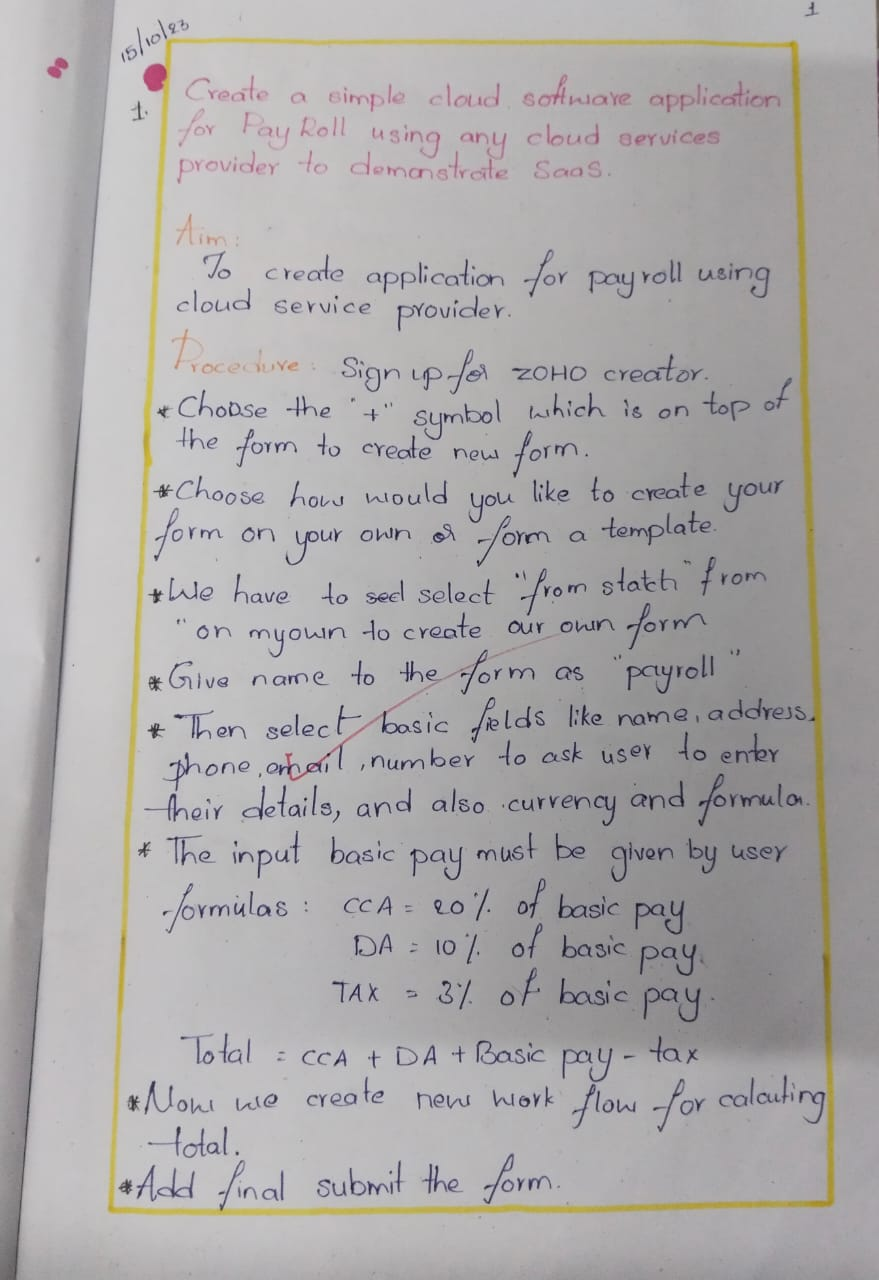 1
15/10/23
1. Create a simple cloud software application
for Pay Roll using any cloud services
provider to demonstrate SaaS.
Aim:
To create application for payroll using
cloud service provider.
Procedure: Sign up for ZOHO creator.
* Choose the "+" symbol which is on top of
the form to create new form.
* Choose how would you like to create your
form on your own or form a template.
* We have to seel select "from statch" from
"on myown to create our own form
* Give name to the form as "payroll"
* Then select basic fields like name, address,
phone, email, number to ask user to enter
their details, and also currency and formula.
* The input basic pay must be given by user
formulas: CCA = 20% of basic pay
DA = 10% of basic pay.
TAX = 3% of basic pay.
Total = CCA + DA + Basic pay - tax
* Now we create new work flow for calcuting
total.
* Add final submit the form.